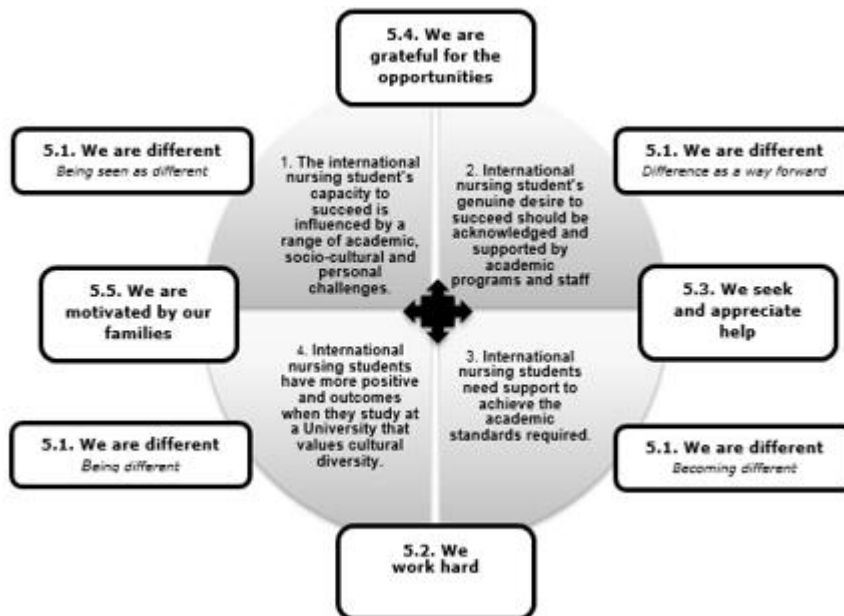 5.4. We are
grateful for the
opportunities
5.1. We are different
Being seen as different
5.1. We are different
Difference as a way forward
1. The international
nursing student's
capacity to
succeed is
influenced by a
range of academic,
socio-cultural and
personal
challenges.
2. International
nursing student's
genuine desire to
succeed should be
acknowledged and
supported by
academic
programs and staff
5.5. We are
motivated by our
families
5.3. We seek
and appreciate
help
4. International
nursing students
have more positive
and outcomes
when they study at
a University that
values cultural
diversity.
3. International
nursing students
need support to
achieve the
academic
standards required.
5.1. We are different
Being different
5.1. We are different
Becoming different
5.2. We
work hard